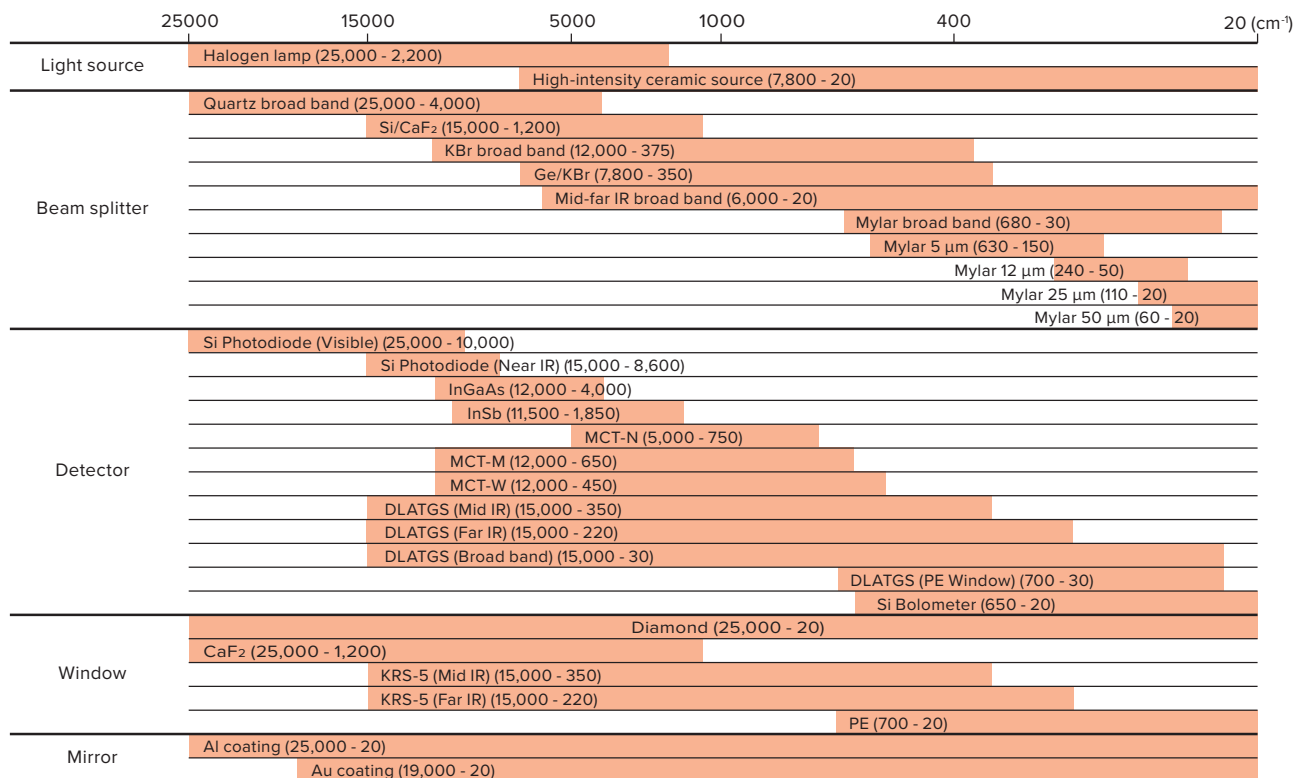 25000 15000 5000 1000 400 20 (cm⁻¹)
Light source
Halogen lamp (25,000 - 2,200)
High-intensity ceramic source (7,800 - 20)
Beam splitter
Quartz broad band (25,000 - 4,000)
Si/CaF₂ (15,000 - 1,200)
KBr broad band (12,000 - 375)
Ge/KBr (7,800 - 350)
Mid-far IR broad band (6,000 - 20)
Mylar broad band (680 - 30)
Mylar 5 μm (630 - 150)
Mylar 12 μm (240 - 50)
Mylar 25 μm (110 - 20)
Mylar 50 μm (60 - 20)
Detector
Si Photodiode (Visible) (25,000 - 10,000)
Si Photodiode (Near IR) (15,000 - 8,600)
InGaAs (12,000 - 4,000)
InSb (11,500 - 1,850)
MCT-N (5,000 - 750)
MCT-M (12,000 - 650)
MCT-W (12,000 - 450)
DLATGS (Mid IR) (15,000 - 350)
DLATGS (Far IR) (15,000 - 220)
DLATGS (Broad band) (15,000 - 30)
DLATGS (PE Window) (700 - 30)
Si Bolometer (650 - 20)
Window
Diamond (25,000 - 20)
CaF₂ (25,000 - 1,200)
KRS-5 (Mid IR) (15,000 - 350)
KRS-5 (Far IR) (15,000 - 220)
PE (700 - 20)
Mirror
Al coating (25,000 - 20)
Au coating (19,000 - 20)